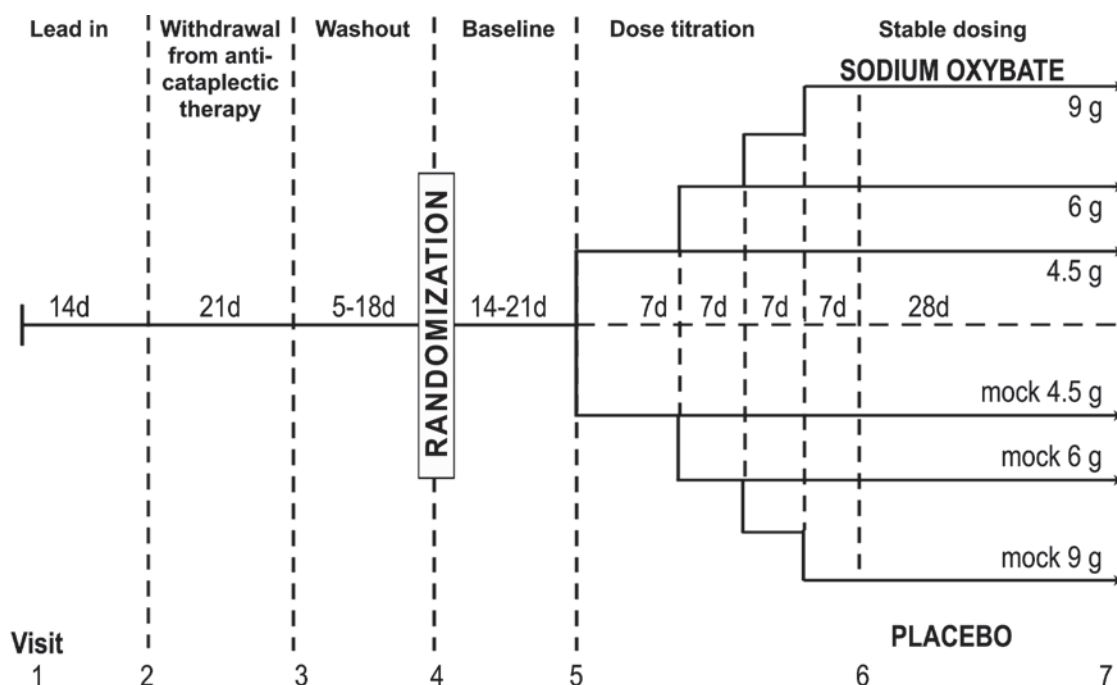 Lead in
Withdrawal
from anti-
cataplectic
therapy
Washout
Baseline
Dose titration
Stable dosing
SODIUM OXYBATE
9 g
6 g
4.5 g
14d
21d
5-18d
RANDOMIZATION
14-21d
7d
7d
7d
7d
28d
mock 4.5 g
mock 6 g
mock 9 g
PLACEBO
Visit
1
2
3
4
5
6
7